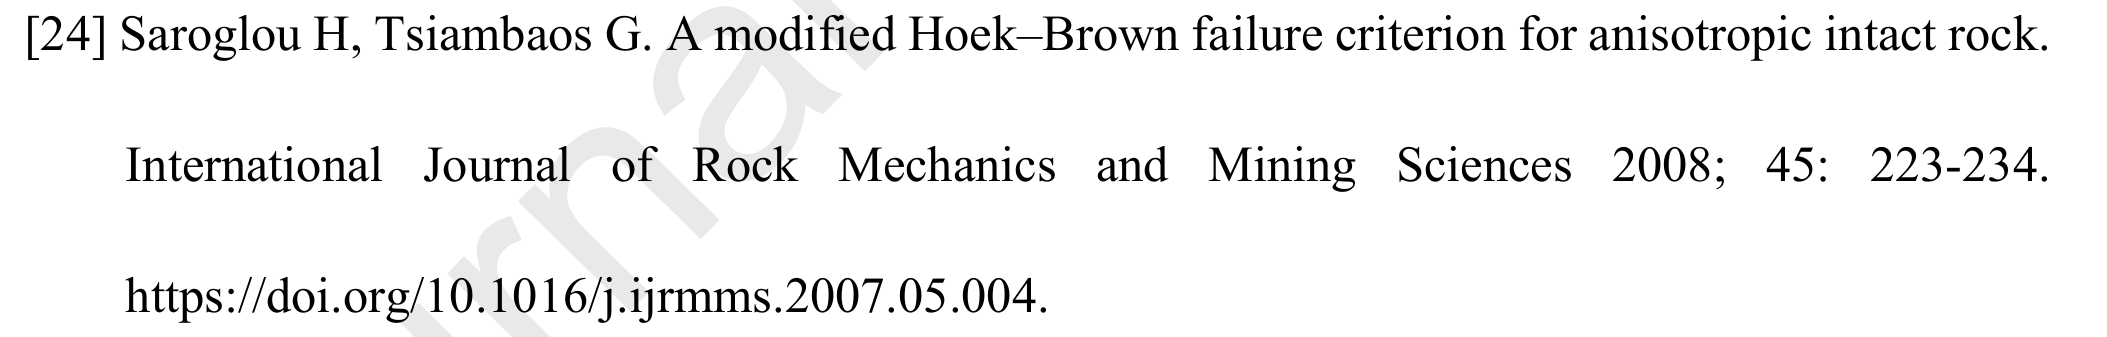 [24] Saroglou H, Tsiambaos G. A modified Hoek–Brown failure criterion for anisotropic intact rock.
International Journal of Rock Mechanics and Mining Sciences 2008; 45: 223-234.
https://doi.org/10.1016/j.ijrmms.2007.05.004.